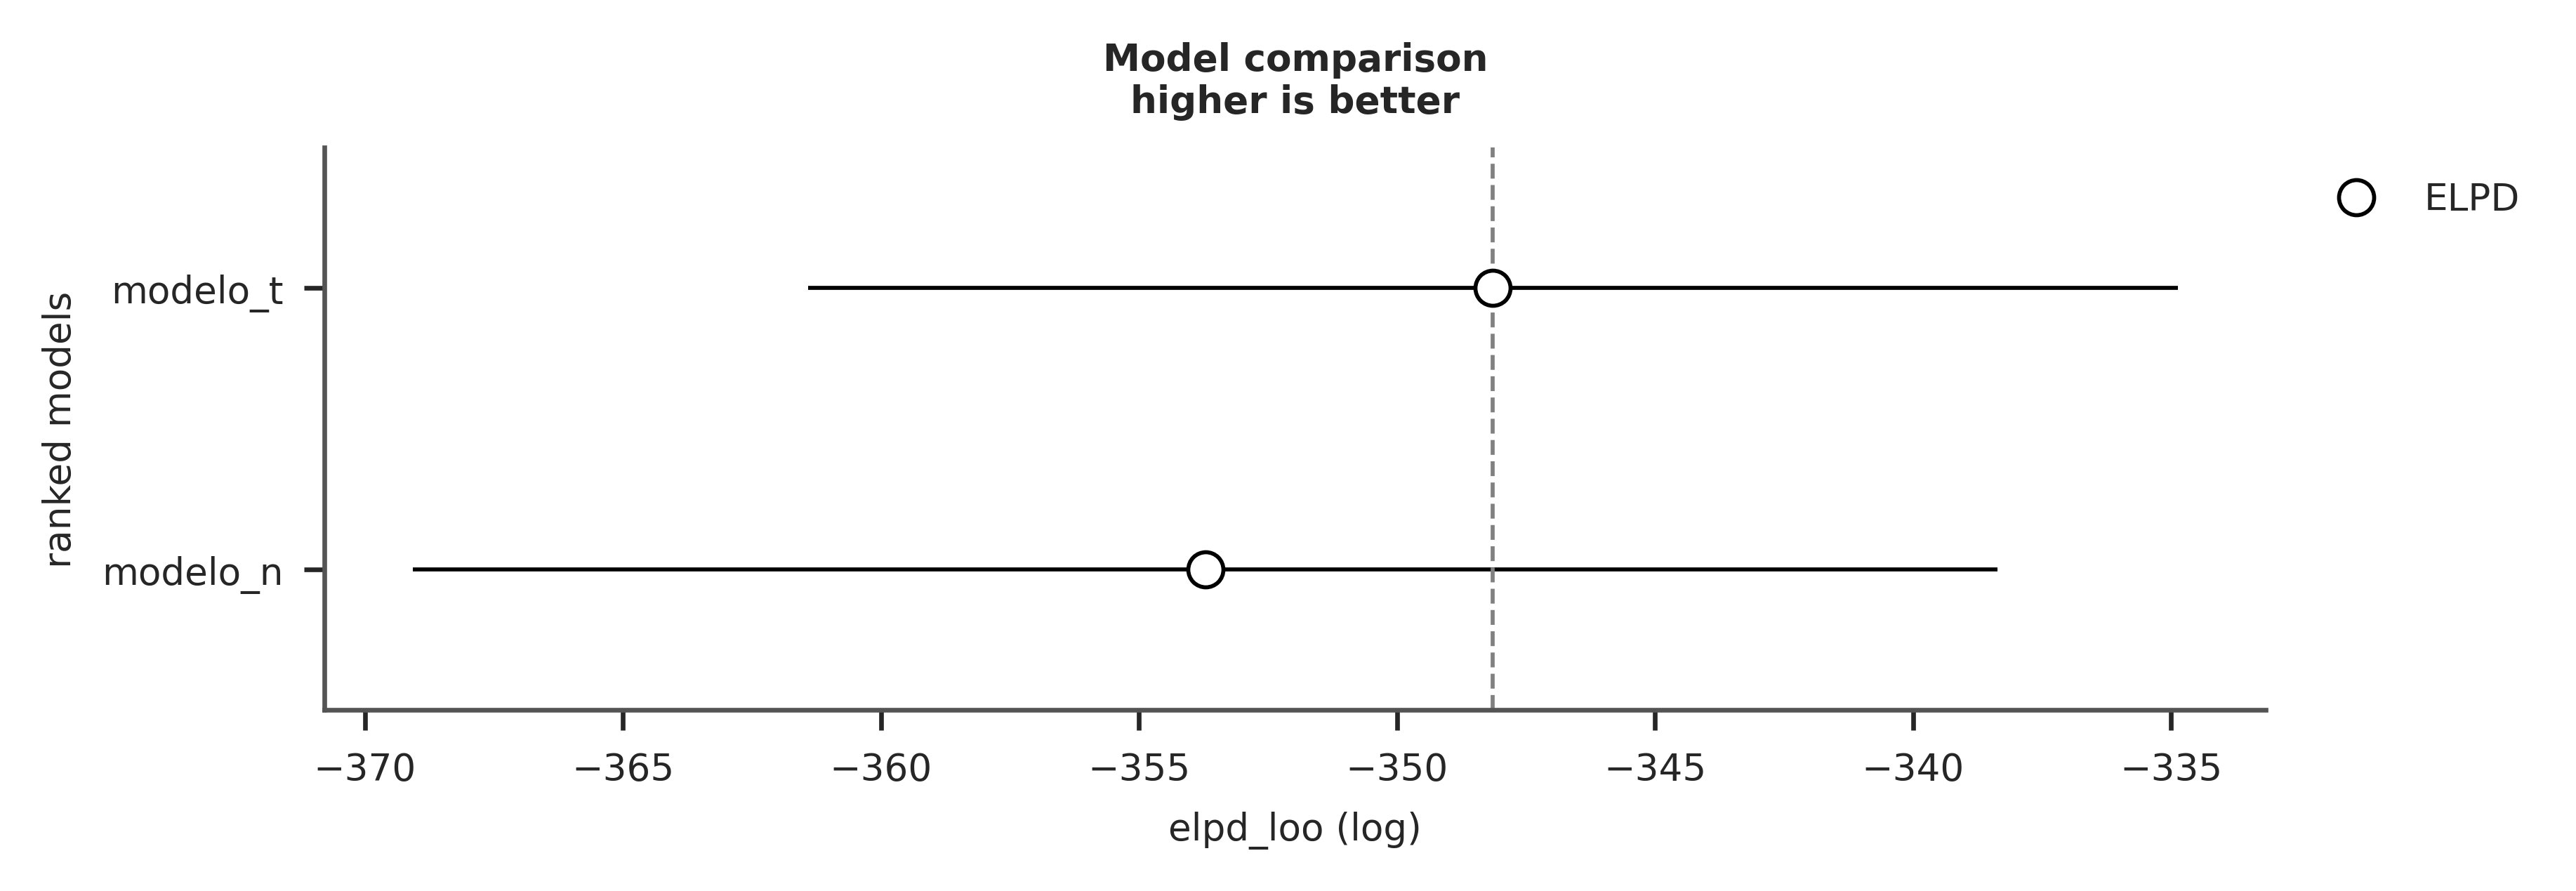 Model comparison
higher is better
ELPD
ranked models
modelo_t
modelo_n
−370 −365 −360 −355 −350 −345 −340 −335
elpd_loo (log)